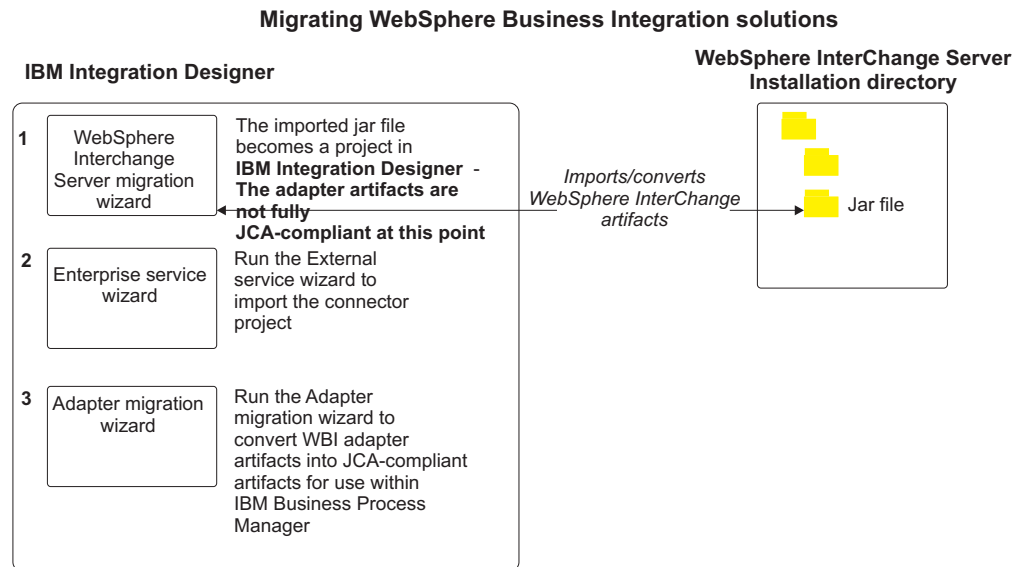 Migrating WebSphere Business Integration solutions
IBM Integration Designer
WebSphere InterChange Server
Installation directory
1
WebSphere
Interchange
Server migration
wizard
The imported jar file
becomes a project in
IBM Integration Designer -
The adapter artifacts are
not fully
JCA-compliant at this point
Imports/converts
WebSphere InterChange
artifacts
Jar file
2
Enterprise service
wizard
Run the External
service wizard to
import the connector
project
3
Adapter migration
wizard
Run the Adapter
migration wizard to
convert WBI adapter
artifacts into JCA-compliant
artifacts for use within
IBM Business Process
Manager